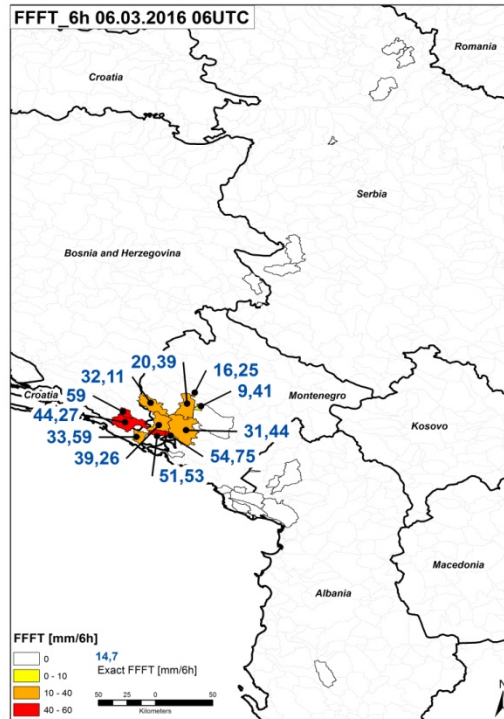 FFFT_6h 06.03.2016 06UTC
Romania
Croatia
Serbia
Bosnia and Herzegovina
20,39
16,25
32,11
9,41
Croatia
59
Montenegro
44,27
Kosovo
33,59
31,44
39,26
54,75
51,53
Macedonia
Albania
FFFT [mm/6h]
0
0 - 10
10 - 40
40 - 60
14,7
Exact FFFT [mm/6h]
50 0 50
Kilometers
N